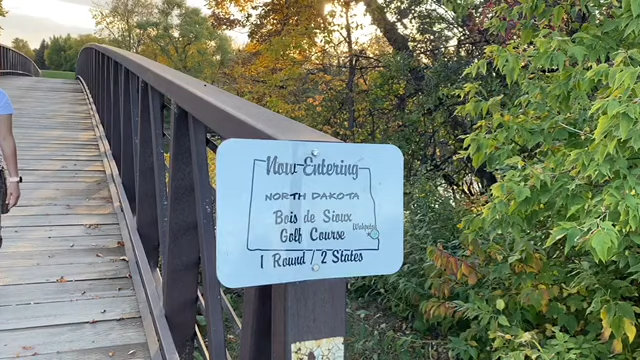 Now Entering
NORTH DAKOTA
Bois de Sioux
Wahpeton
Golf Course
1 Round / 2 States